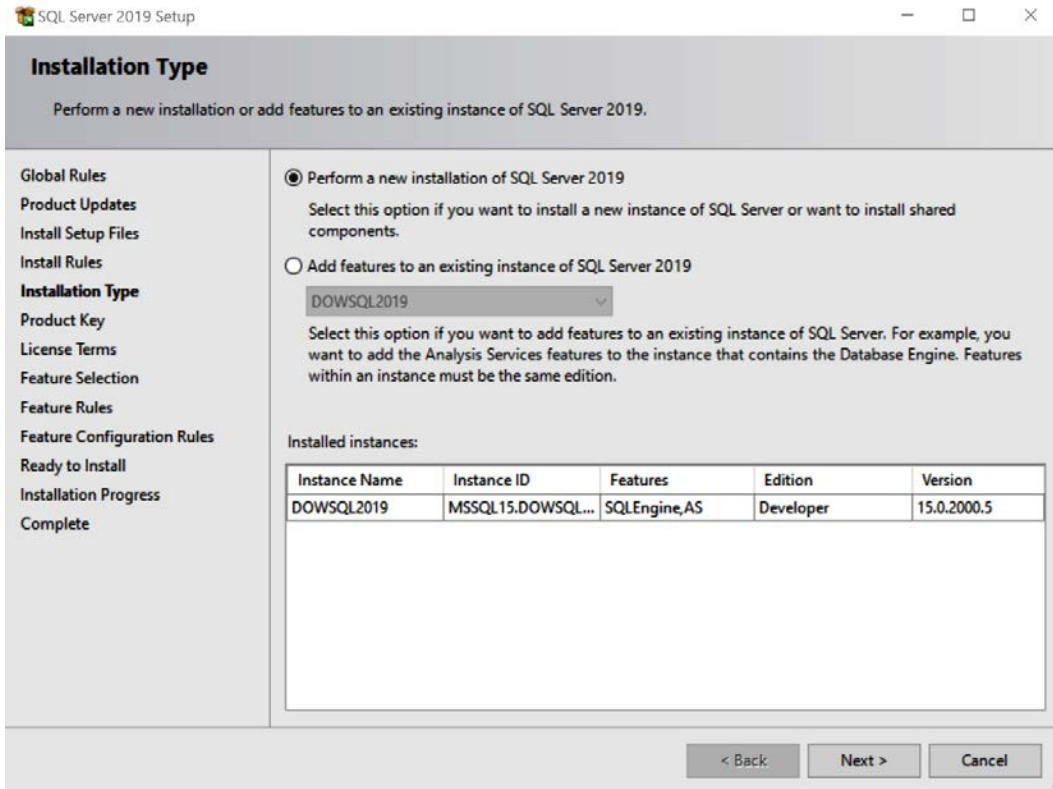 SQL Server 2019 Setup
Installation Type
Perform a new installation or add features to an existing instance of SQL Server 2019.
Global Rules
Product Updates
Install Setup Files
Install Rules
Installation Type
Product Key
License Terms
Feature Selection
Feature Rules
Feature Configuration Rules
Ready to Install
Installation Progress
Complete
Perform a new installation of SQL Server 2019
Select this option if you want to install a new instance of SQL Server or want to install shared
components.
Add features to an existing instance of SQL Server 2019
DOWSQL2019
Select this option if you want to add features to an existing instance of SQL Server. For example, you
want to add the Analysis Services features to the instance that contains the Database Engine. Features
within an instance must be the same edition.
Installed instances:
Instance Name Instance ID Features Edition Version
DOWSQL2019 MSSQL15.DOWSQL... SQLEngine,AS Developer 15.0.2000.5
< Back Next > Cancel